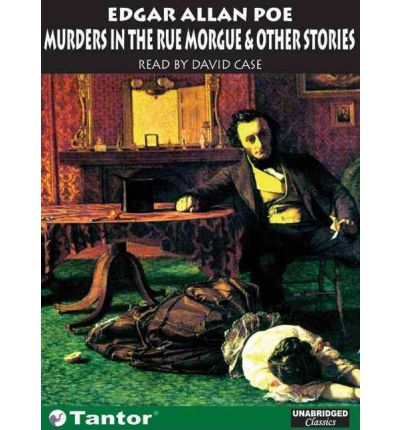 EDGAR ALLAN POE
MURDERS IN THE RUE MORGUE & OTHER STORIES
READ BY DAVID CASE
Tantor®
UNABRIDGED
Classics